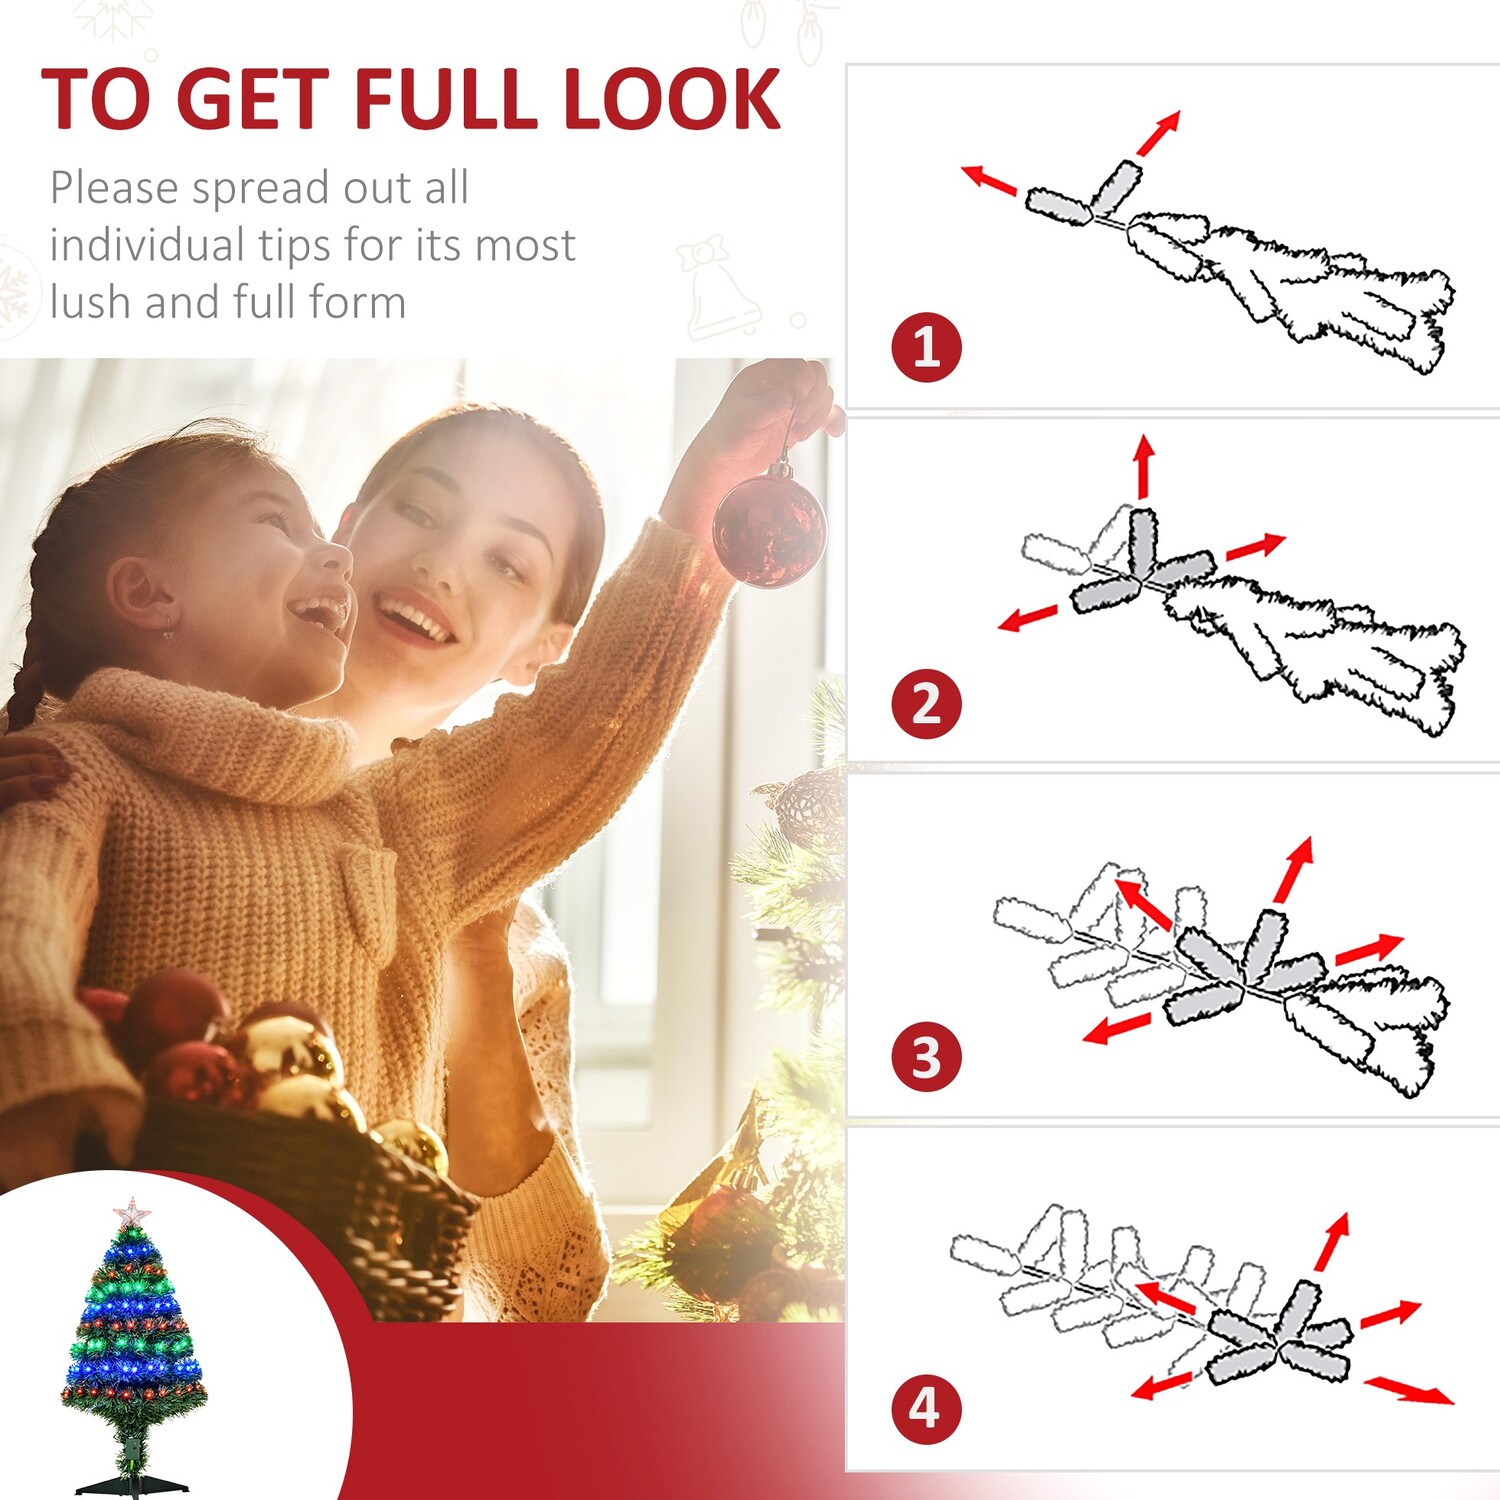 TO GET FULL LOOK
Please spread out all
individual tips for its most
lush and full form
1
2
3
4